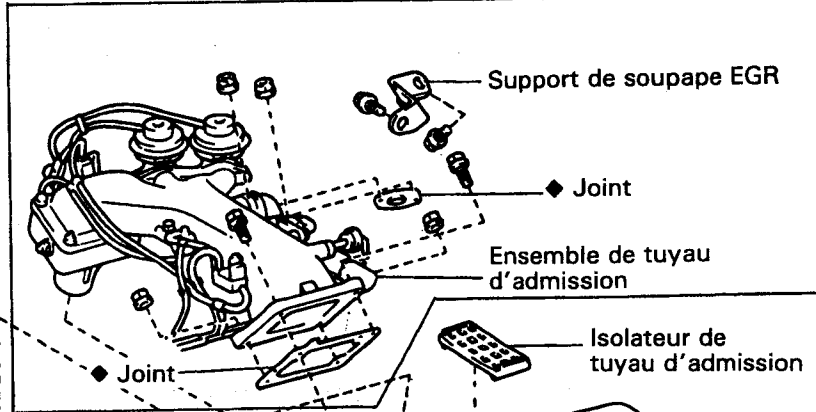 Support de soupape EGR
◆ Joint
Ensemble de tuyau
d'admission
Isolateur de
tuyau d'admission
◆ Joint